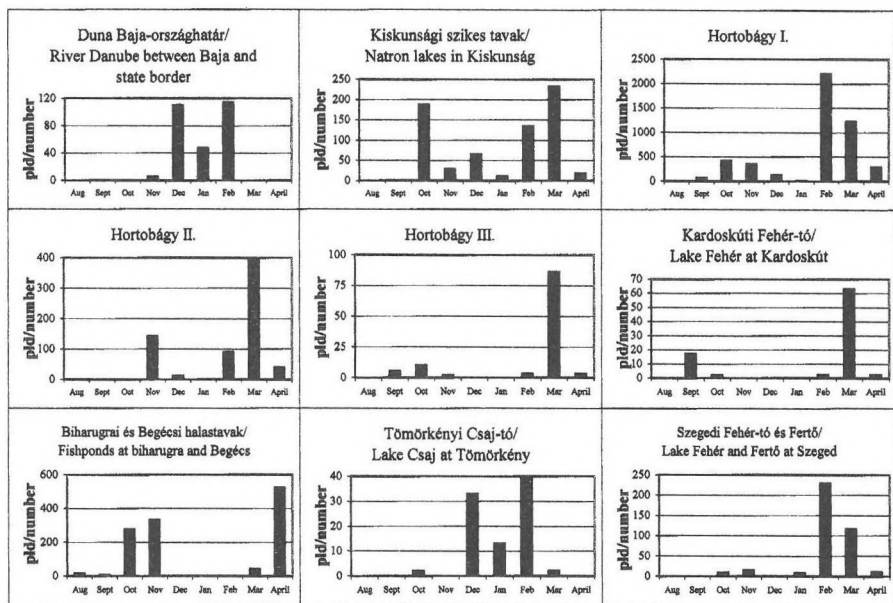 Duna Baja-országhatár/
River Danube between Baja and
state border
pld/number
120
80
40
0
Aug Sept Oct Nov Dec Jan Feb Mar April
Kiskunsági szikes tavak/
Natron lakes in Kiskunság
pld/number
250
200
150
100
50
0
Aug Sept Oct Nov Dec Jan Feb Mar April
Hortobágy I.
pld/number
2500
2000
1500
1000
500
0
Aug Sept Oct Nov Dec Jan Feb Mar April
Hortobágy II.
pld/number
400
300
200
100
0
Aug Sept Oct Nov Dec Jan Feb Mar April
Hortobágy III.
pld/number
100
75
50
25
0
Aug Sept Oct Nov Dec Jan Feb Mar April
Kardoskúti Fehér-tó/
Lake Fehér at Kardoskút
pld/number
70
60
50
40
30
20
10
0
Aug Sept Oct Nov Dec Jan Feb Mar April
Biharugrai és Begécsi halastavak/
Fishponds at biharugra and Begécs
pld/number
600
400
200
0
Aug Sept Oct Nov Dec Jan Feb Mar April
Tömörkényi Csaj-tó/
Lake Csaj at Tömörkény
pld/number
40
30
20
10
0
Aug Sept Oct Nov Dec Jan Feb Mar April
Szegedi Fehér-tó és Fertő/
Lake Fehér and Fertő at Szeged
pld/number
250
200
150
100
50
0
Aug Sept Oct Nov Dec Jan Feb Mar April